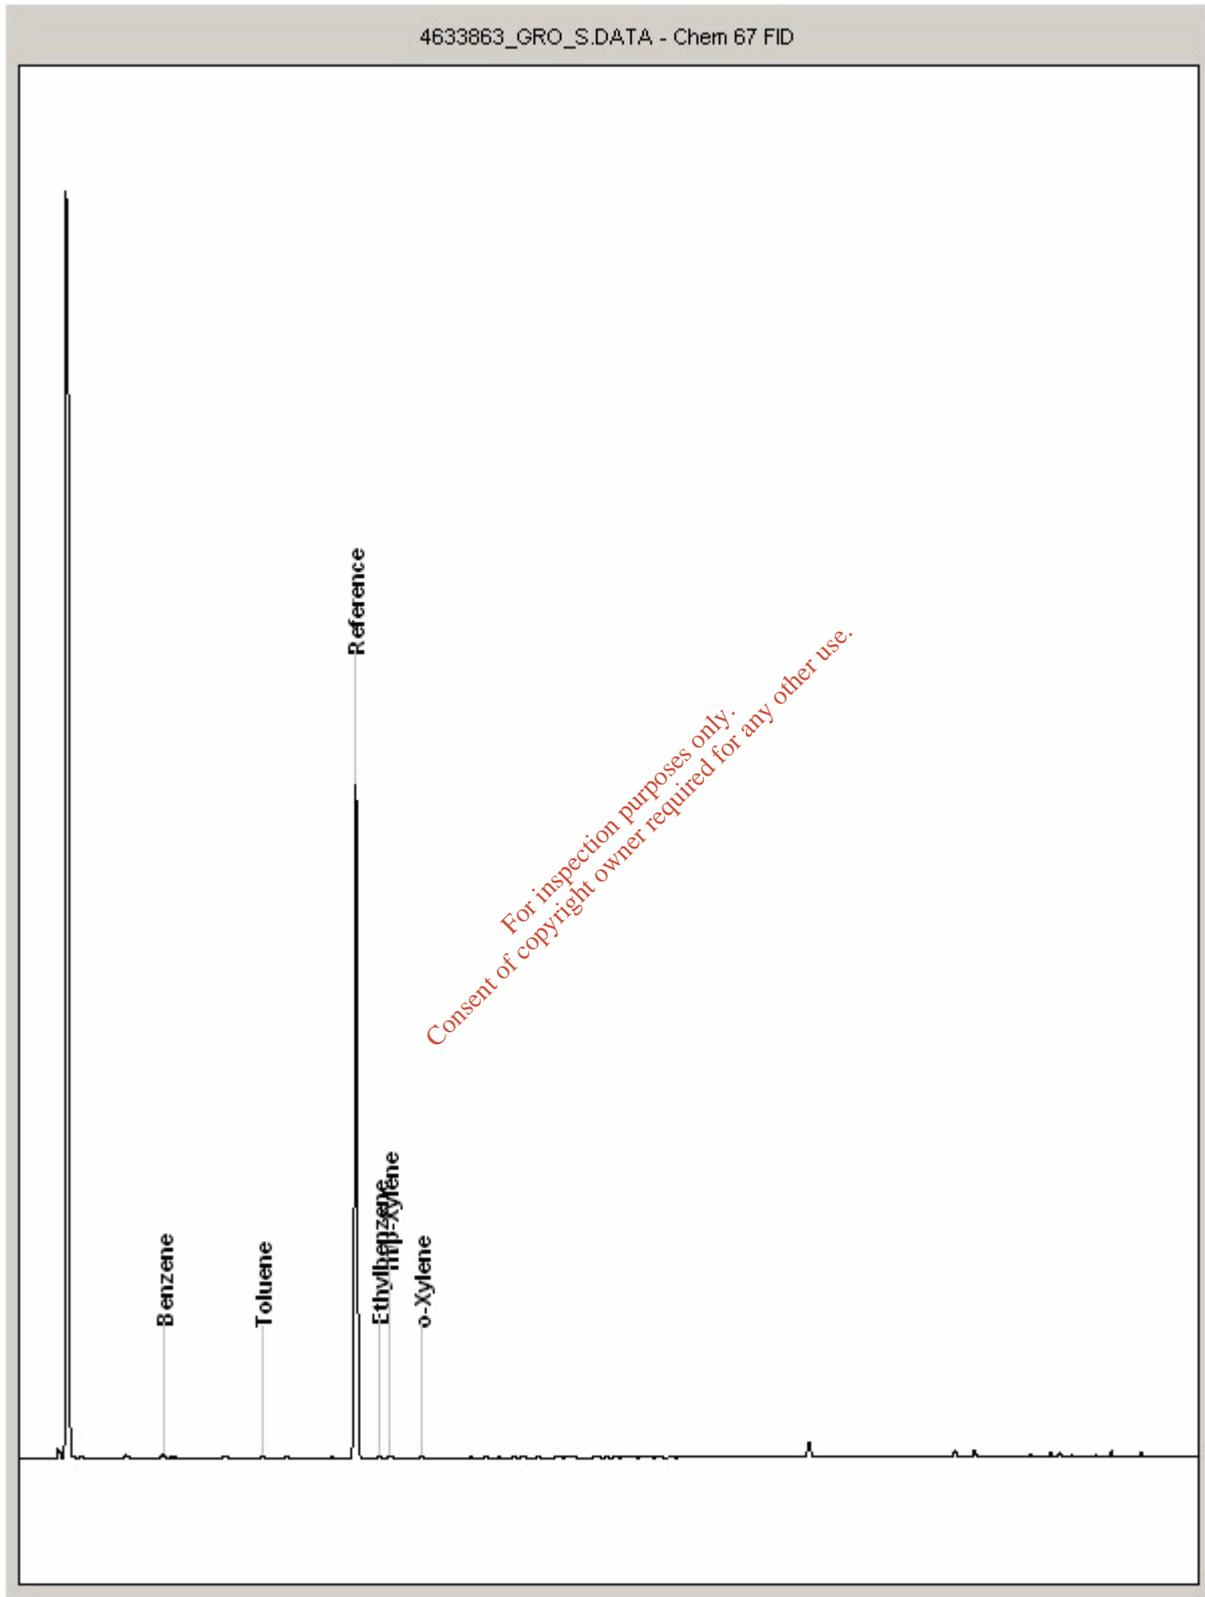 4633863_GRO_S.DATA - Chem 67 FID
Reference
For inspection purposes only.
Consent of copyright owner required for any other use.
Benzene
Toluene
Ethylbenzene
m/p-Xylene
o-Xylene